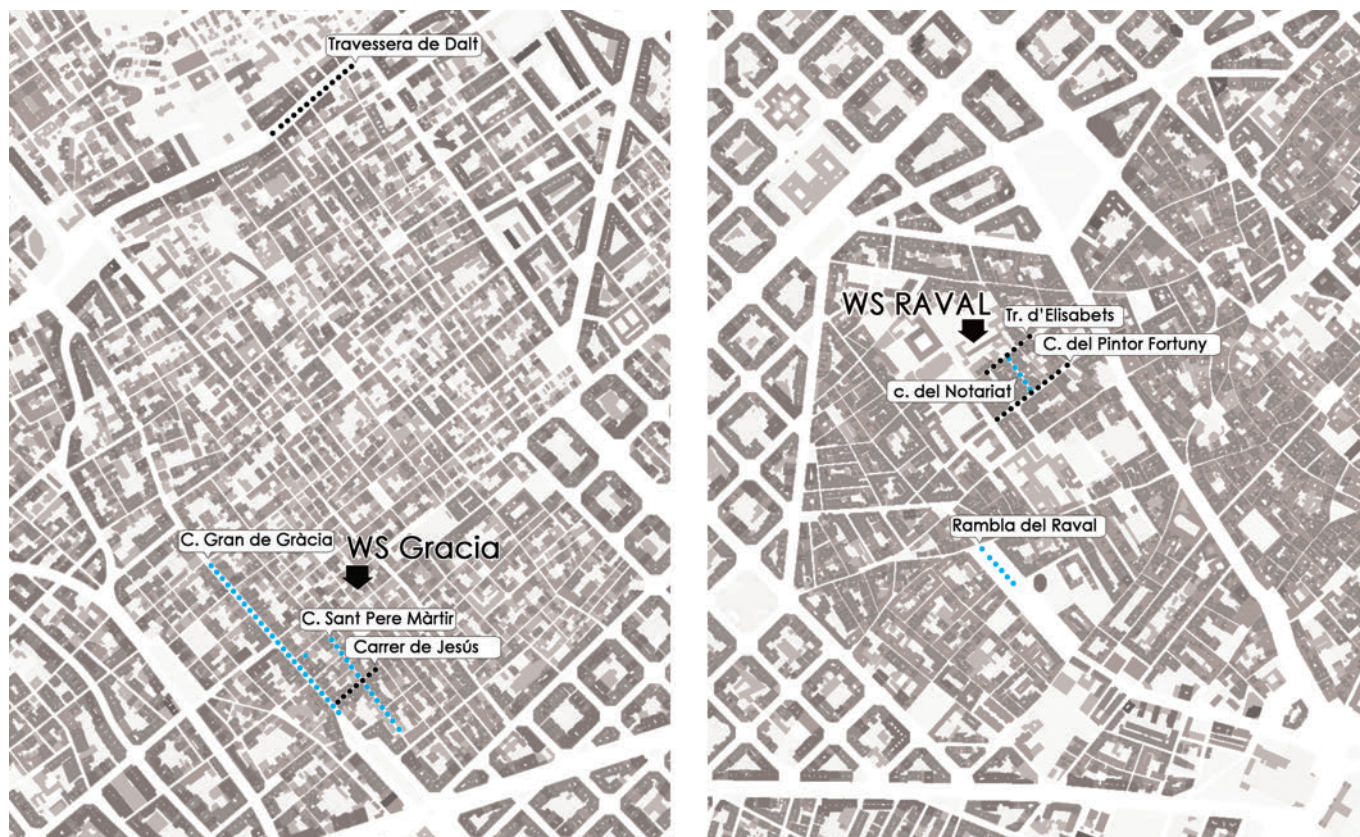 Travessera de Dalt
C. Gran de Gràcia
WS Gracia
C. Sant Pere Màrtir
Carrer de Jesús
WS RAVAL
Tr. d'Elisabets
C. del Pintor Fortuny
c. del Notariat
Rambla del Raval